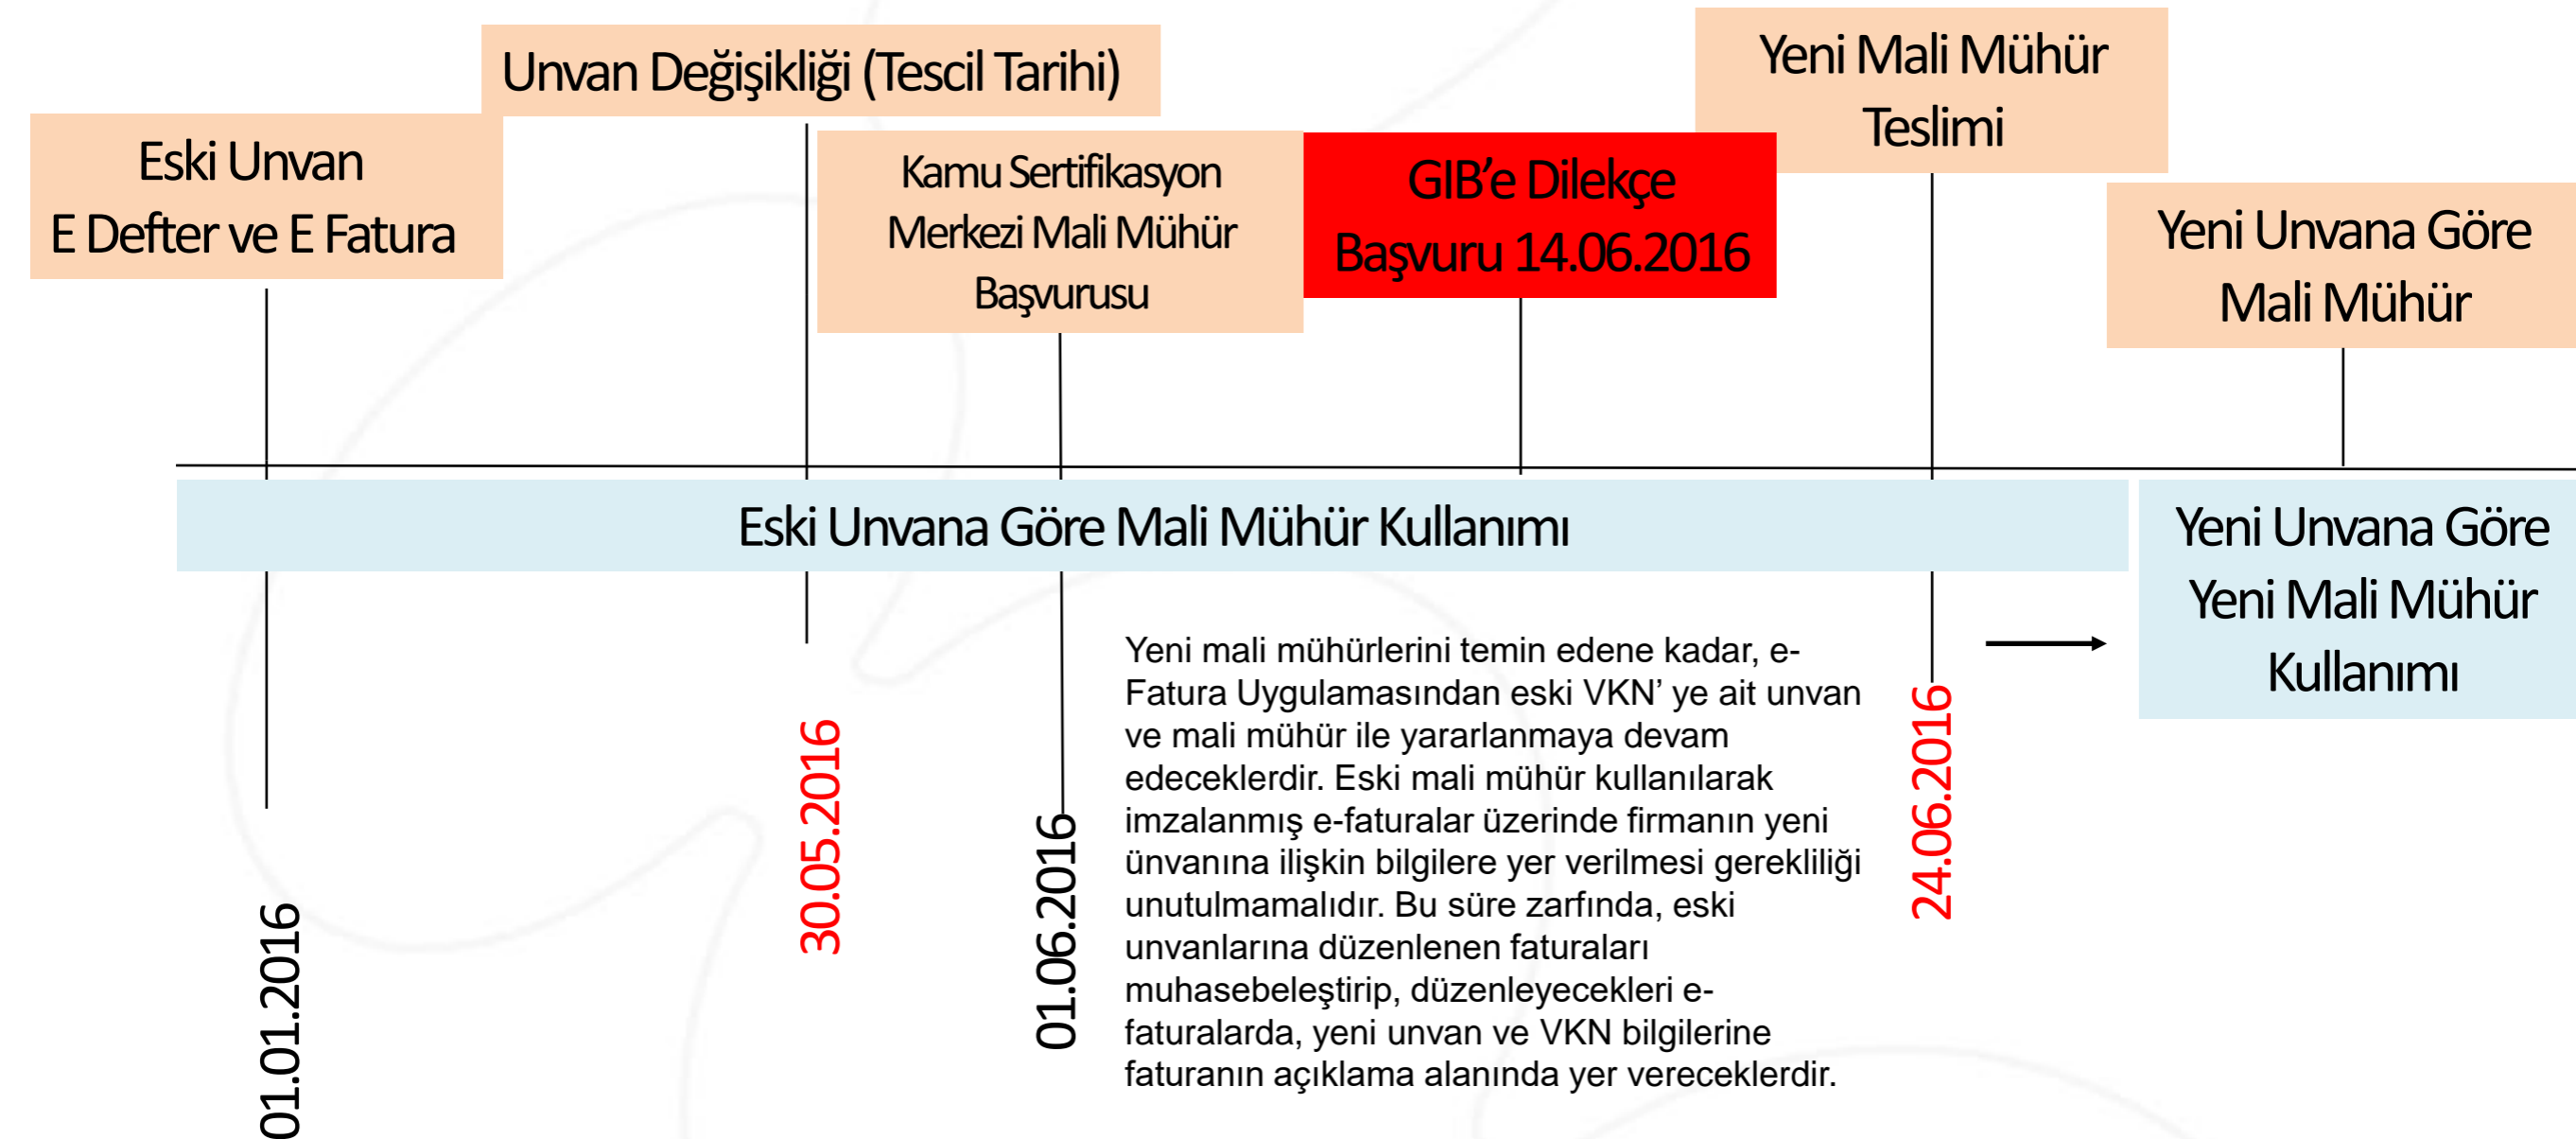 Unvan Değişikliği (Tescil Tarihi)
Yeni Mali Mühür
Teslimi
Eski Unvan
E Defter ve E Fatura
Kamu Sertifikasyon
Merkezi Mali Mühür
Başvurusu
GIB’e Dilekçe
Başvuru 14.06.2016
Yeni Unvana Göre
Mali Mühür
Eski Unvana Göre Mali Mühür Kullanımı
Yeni Unvana Göre
Yeni Mali Mühür
Kullanımı
01.01.2016
30.05.2016
01.06.2016
Yeni mali mühürlerini temin edene kadar, e-
Fatura Uygulamasından eski VKN’ ye ait unvan
ve mali mühür ile yararlanmaya devam
edeceklerdir. Eski mali mühür kullanılarak
imzalanmış e-faturalar üzerinde firmanın yeni
ünvanına ilişkin bilgilere yer verilmesi gerekliliği
unutulmamalıdır. Bu süre zarfında, eski
unvanlarına düzenlenen faturaları
muhasebeleştirip, düzenleyecekleri e-
faturalarda, yeni unvan ve VKN bilgilerine
faturanın açıklama alanında yer vereceklerdir.
24.06.2016